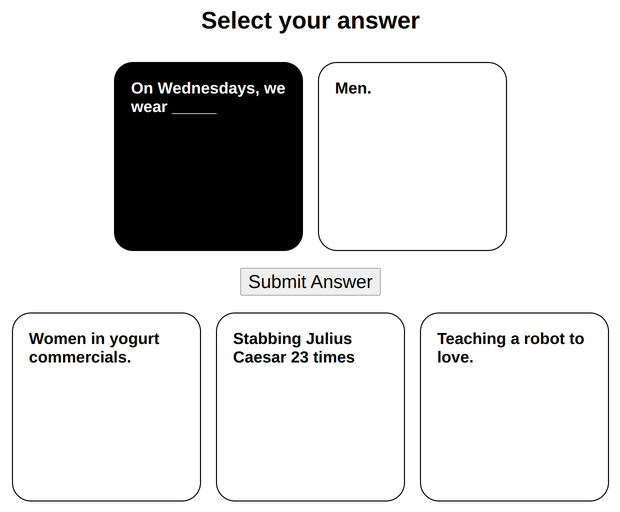 Select your answer
On Wednesdays, we
wear _____
Men.
Submit Answer
Women in yogurt
commercials.
Stabbing Julius
Caesar 23 times
Teaching a robot to
love.